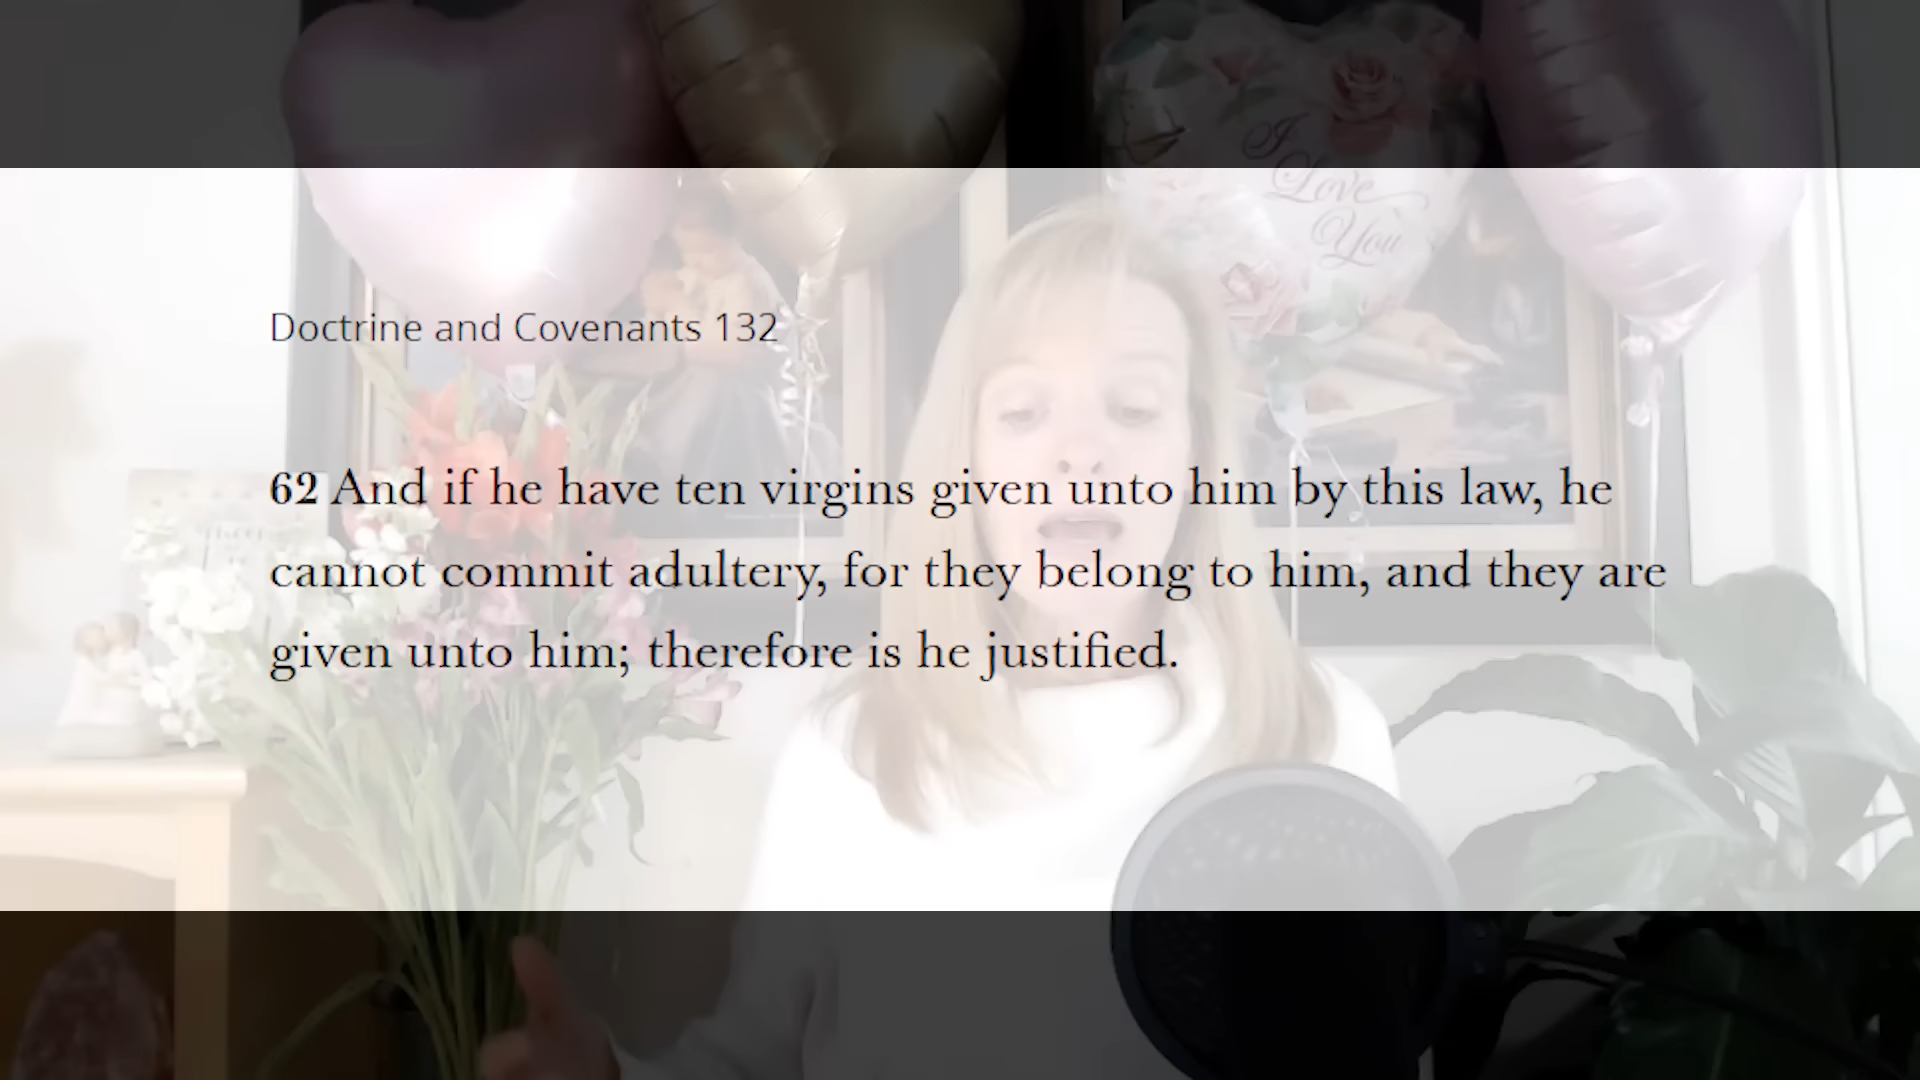 I
Love
You
Doctrine and Covenants 132
62 And if he have ten virgins given unto him by this law, he
cannot commit adultery, for they belong to him, and they are
given unto him; therefore is he justified.